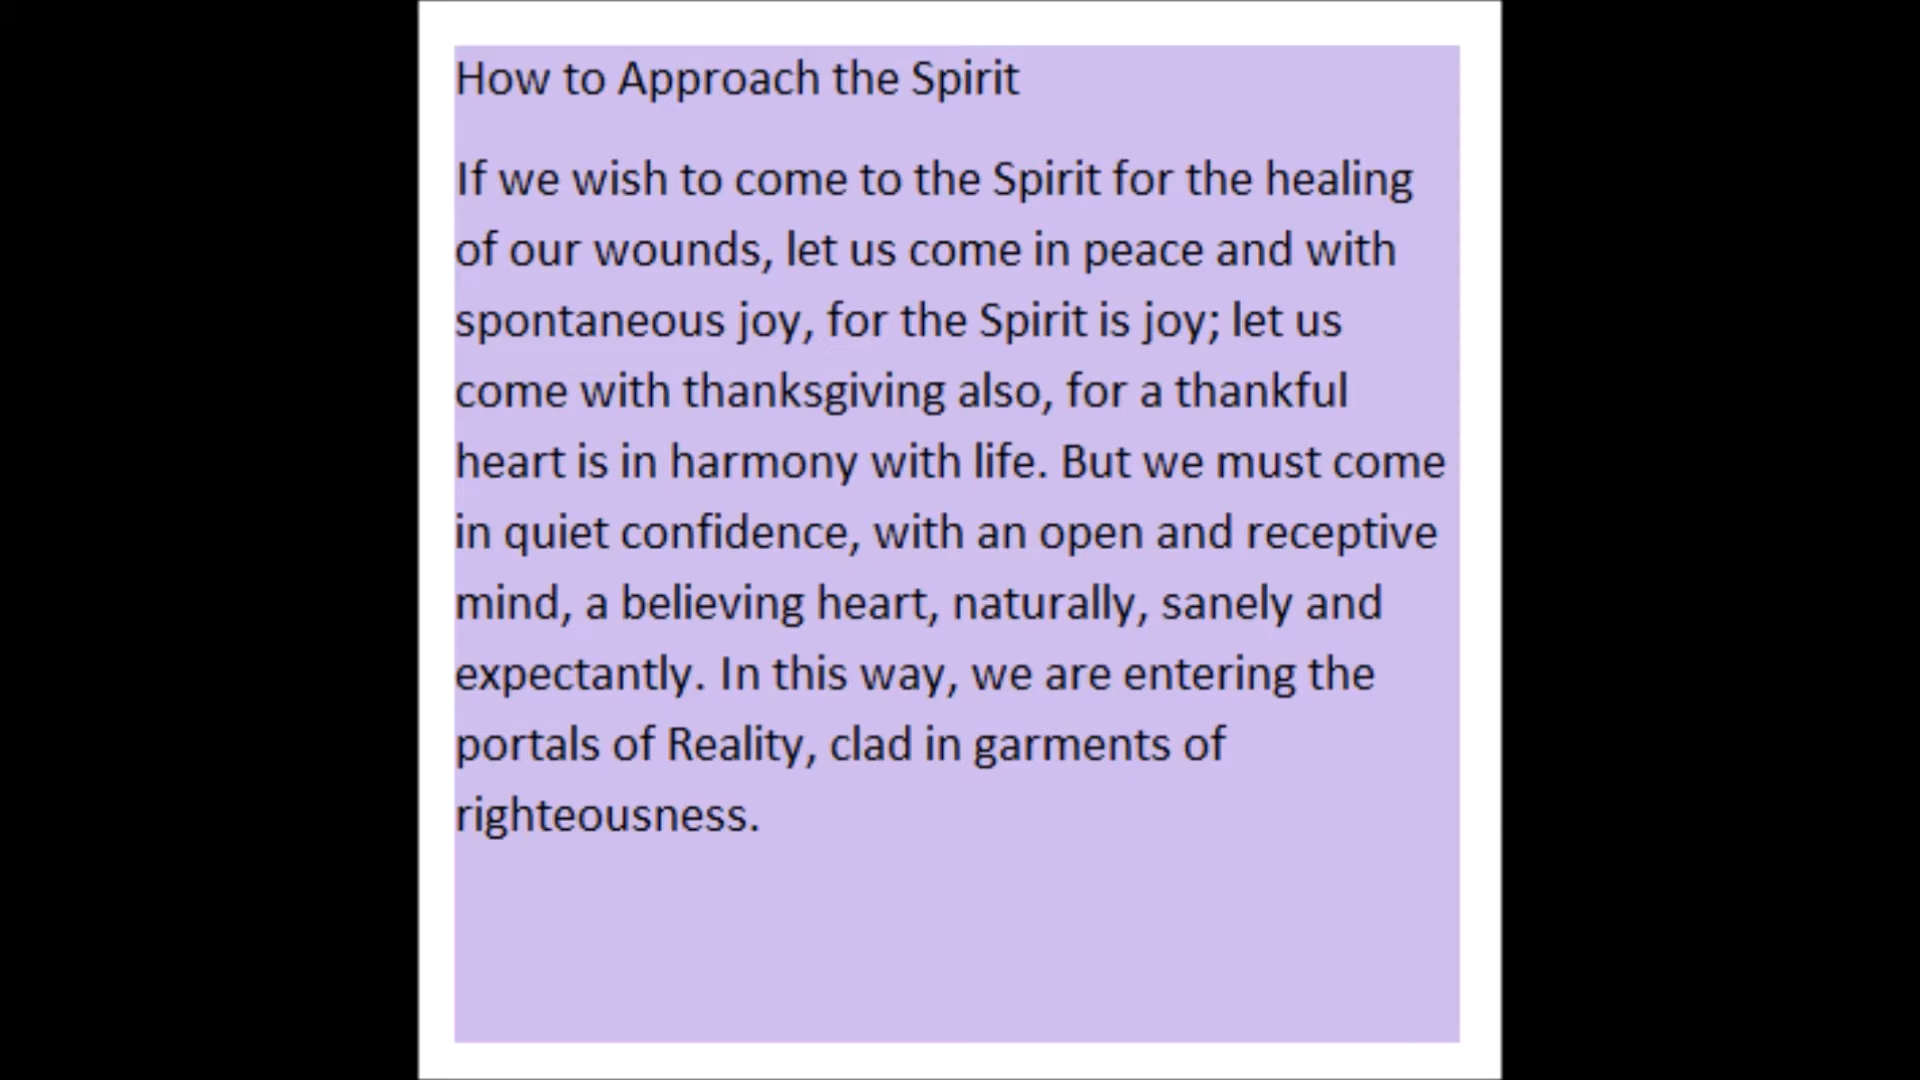 How to Approach the Spirit
If we wish to come to the Spirit for the healing
of our wounds, let us come in peace and with
spontaneous joy, for the Spirit is joy; let us
come with thanksgiving also, for a thankful
heart is in harmony with life. But we must come
in quiet confidence, with an open and receptive
mind, a believing heart, naturally, sanely and
expectantly. In this way, we are entering the
portals of Reality, clad in garments of
righteousness.